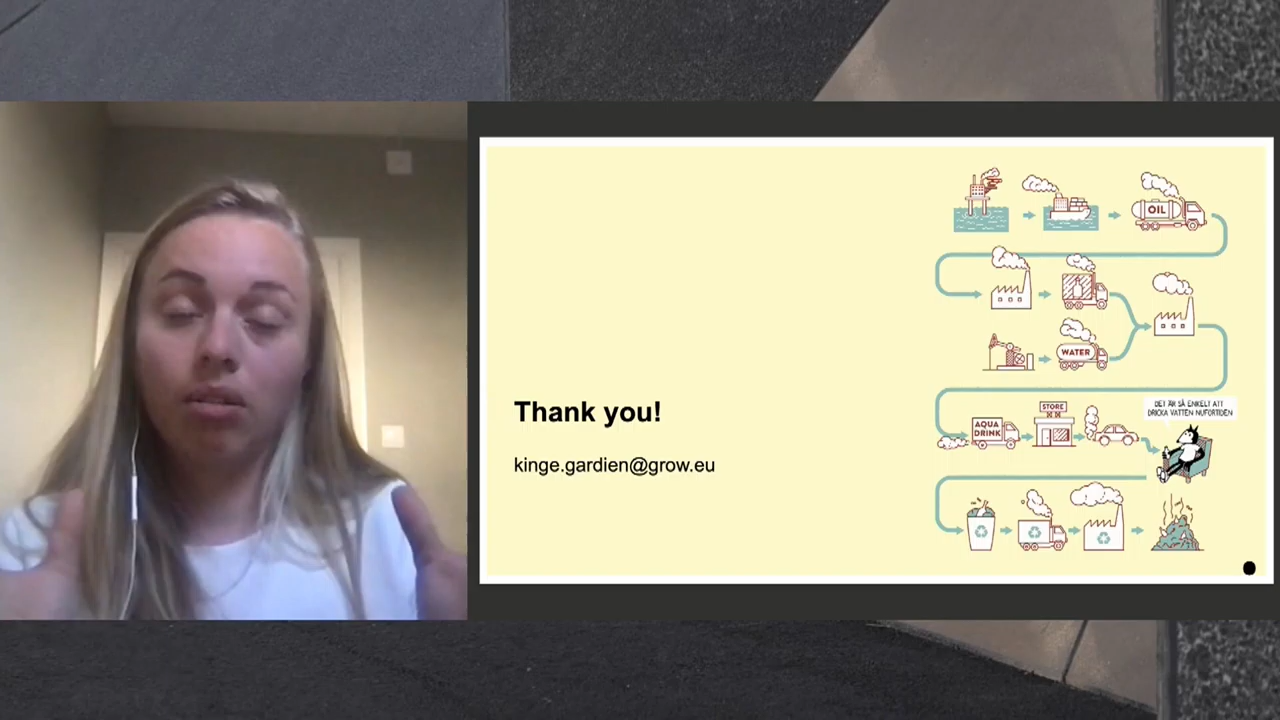 OIL
WATER
Thank you!
kinge.gardien@grow.eu
DET ÄR SÅ ENKELT ATT
DRICKA VATTEN NUFÖRTIDEN
STORE
AQUA
DRINK